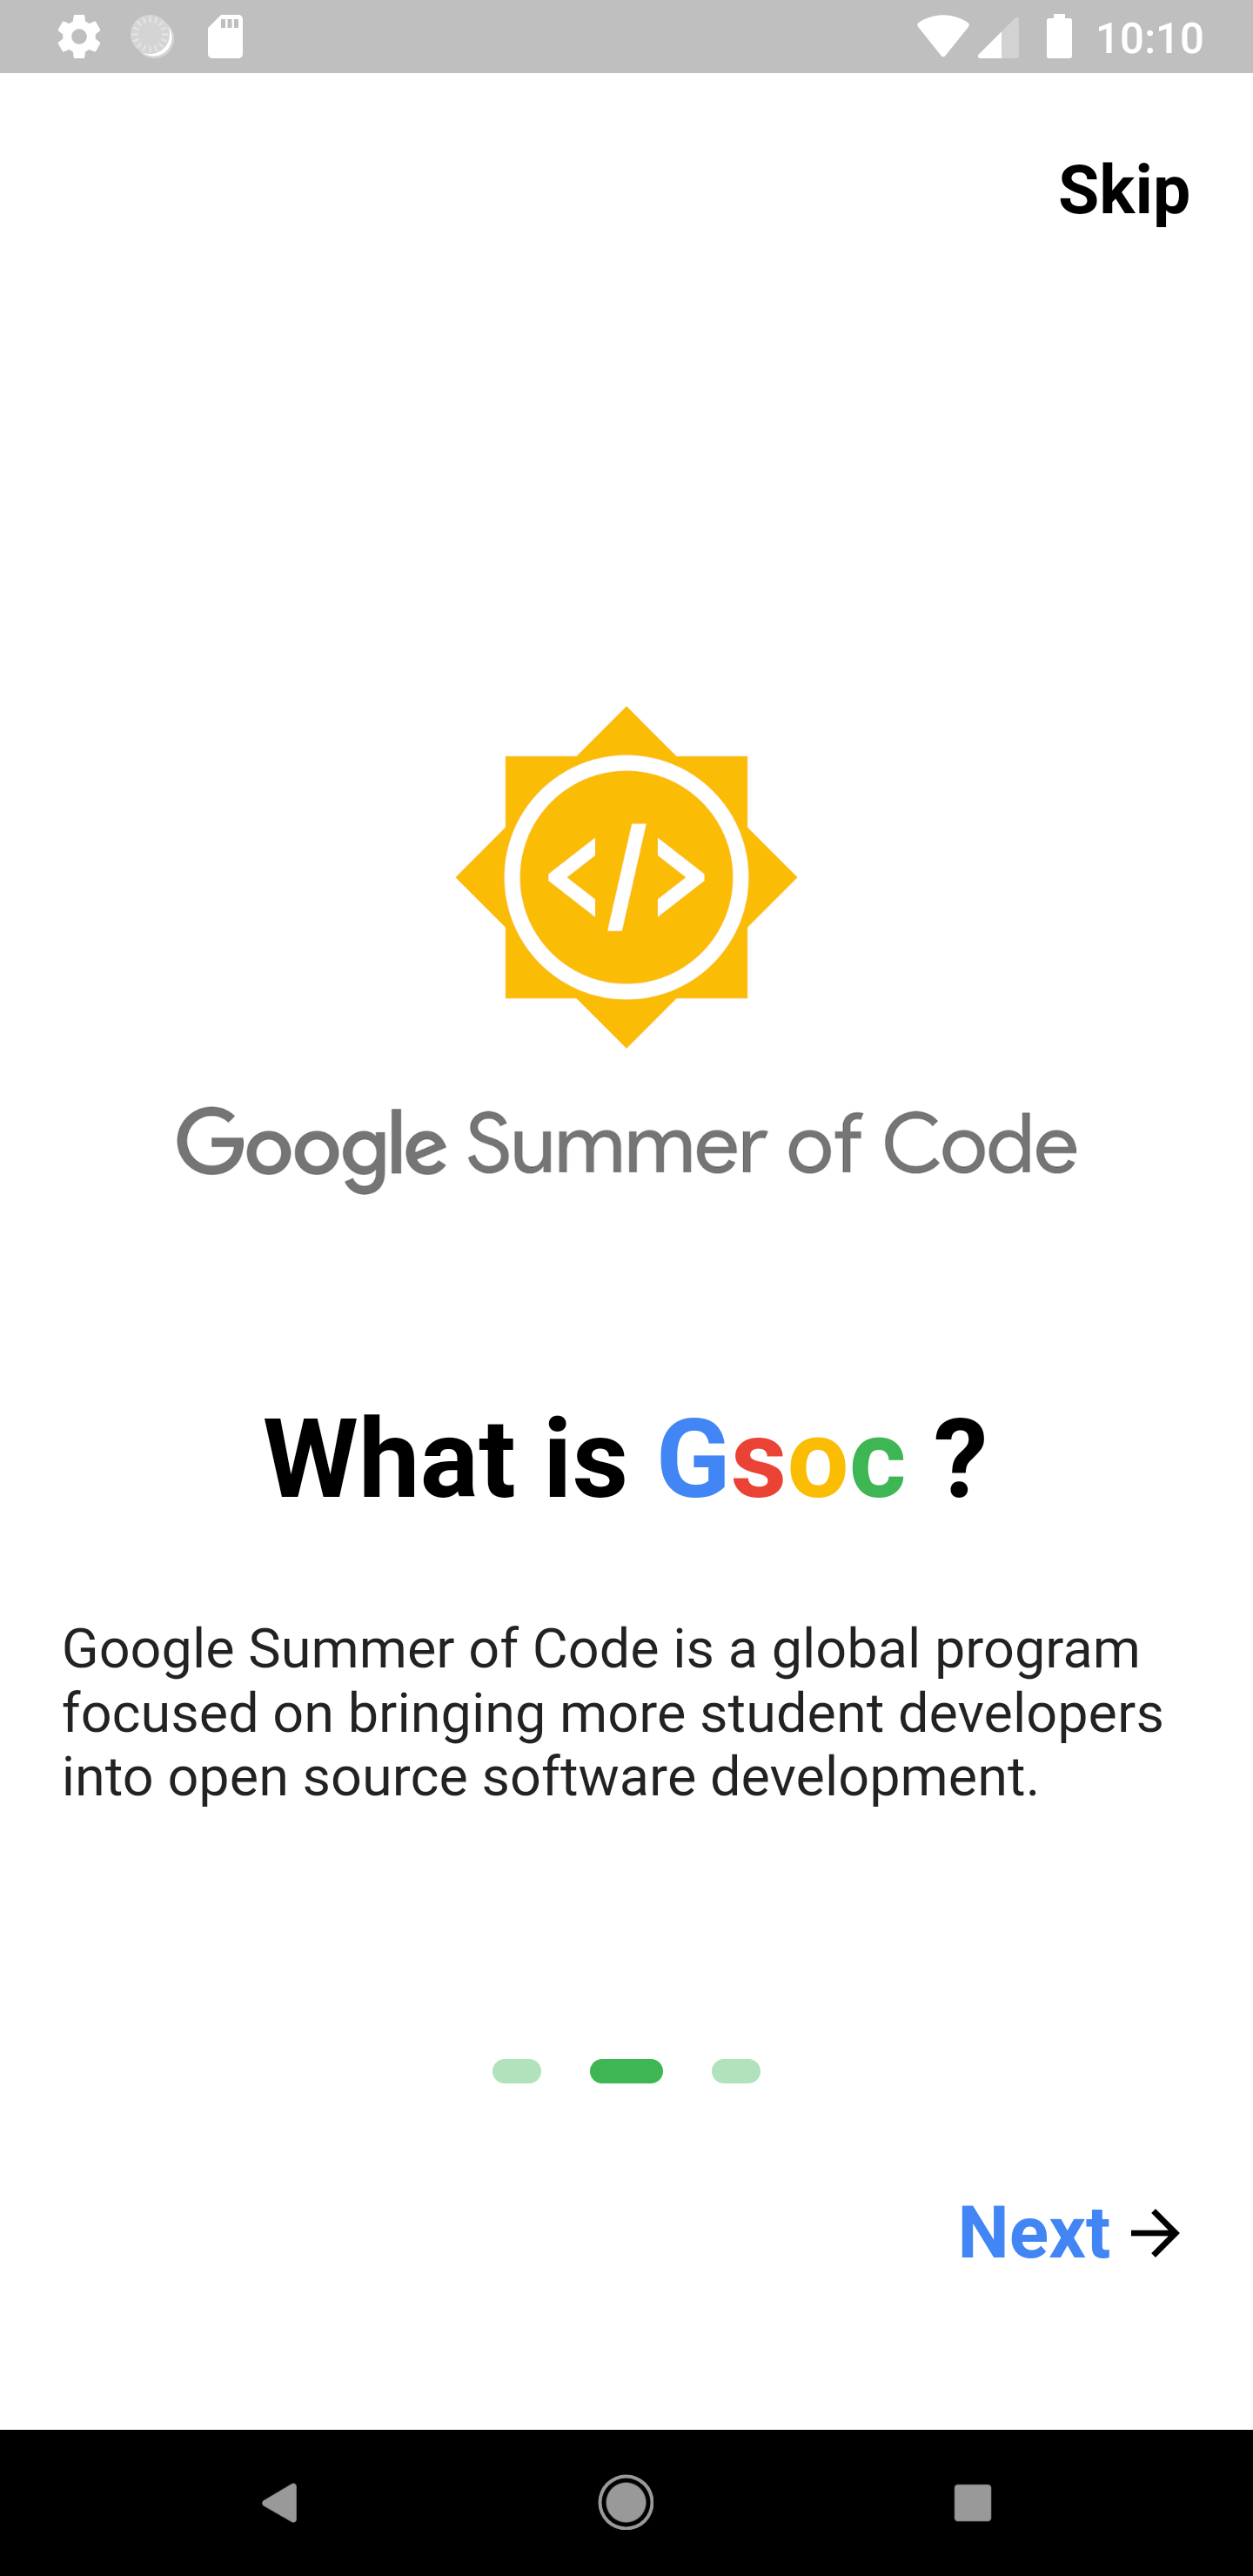 10:10
Skip
</>
Google Summer of Code
What is Gsoc ?
Google Summer of Code is a global program
focused on bringing more student developers
into open source software development.
Next